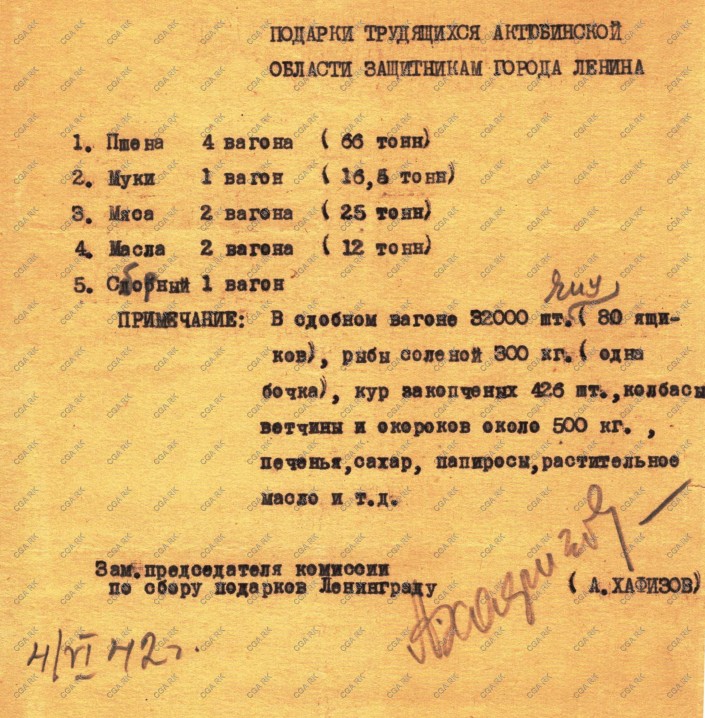 ПОДАРКИ ТРУДЯЩИХСЯ АКТЮБИНСКОЙ
ОБЛАСТИ ЗАЩИТНИКАМ ГОРОДА ЛЕНИНА
1. Пшена 4 вагона ( 66 тонн)
2. Муки 1 вагон ( 16,5 тонн)
3. Мяса 2 вагона ( 25 тонн)
4. Масла 2 вагона ( 12 тонн)
5. Сборный 1 вагон
яиц
ПРИМЕЧАНИЕ: В сдобном вагоне 32000 шт.( 80 ящи-
ков), рыбы соленой 300 кг.( одна
бочка), кур закопченых 426 шт.,колбасы
ветчины и окороков около 500 кг. ,
печенья,сахар, папиросы,растительное
масло и т.д.
Зам.председателя комиссии
по сбору подарков Ленинграду ( А.ХАФИЗОВ)
АХафизов
4/VI 42г.
CGA RK